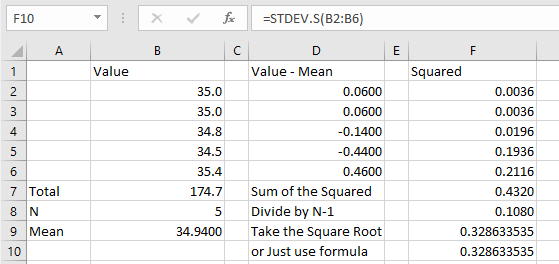 F10 fx =STDEV.S(B2:B6)
A B C D E F
1 Value Value - Mean Squared
2 35.0 0.0600 0.0036
3 35.0 0.0600 0.0036
4 34.8 -0.1400 0.0196
5 34.5 -0.4400 0.1936
6 35.4 0.4600 0.2116
7 Total 174.7 Sum of the Squared 0.4320
8 N 5 Divide by N-1 0.1080
9 Mean 34.9400 Take the Square Root 0.328633535
10 or Just use formula 0.328633535